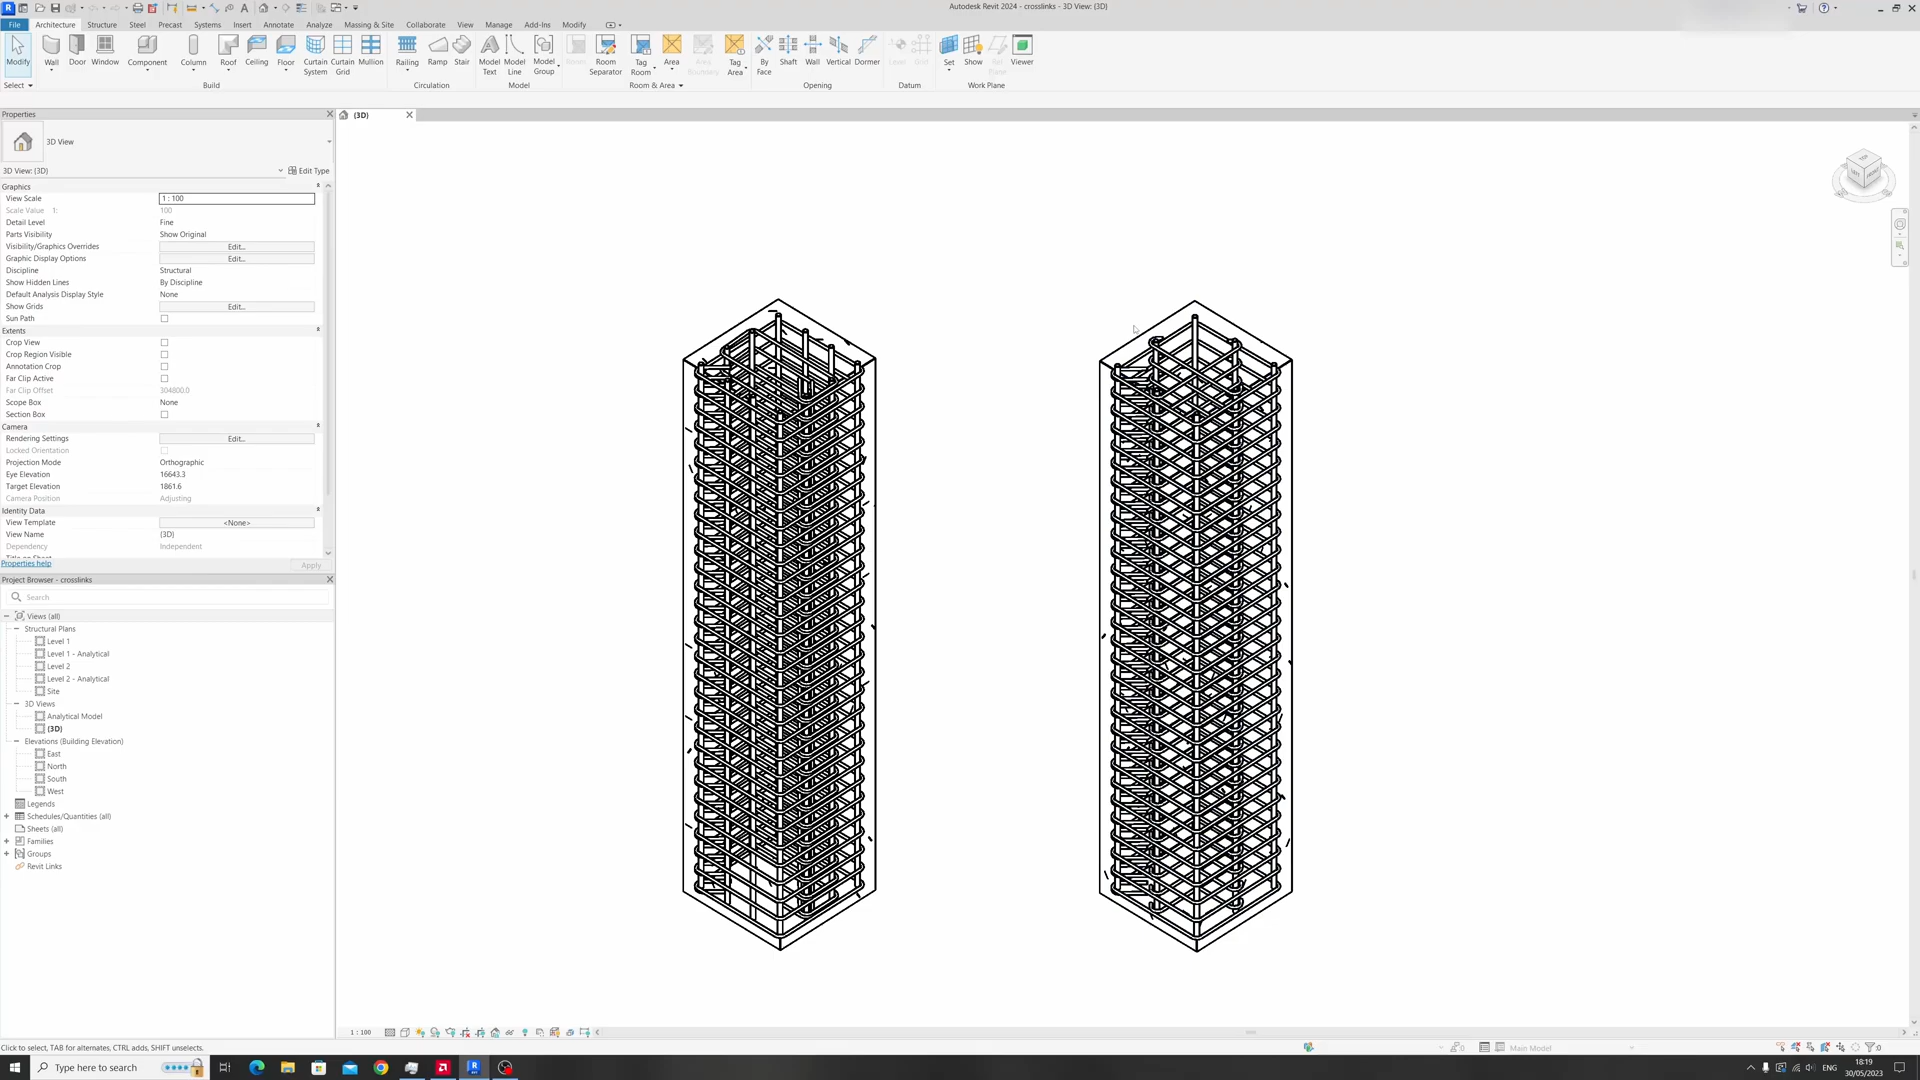 Autodesk Revit 2024 - crosslinks - 3D View: {3D}
File Architecture Structure Steel Precast Systems Insert Annotate Analyze Massing & Site Collaborate View Manage Add-Ins Modify
Modify Wall Door Window Component Column Roof Ceiling Floor Curtain System Curtain Grid Mullion Railing Ramp Stair Model Text Model Line Model Group Room Room Separator Tag Room Area Area Boundary Tag Area By Face Shaft Wall Vertical Dormer Level Grid Set Show Ref Plane Viewer
Select Build Circulation Model Room & Area Opening Datum Work Plane
Properties
{3D}
3D View
3D View: {3D}
Edit Type
Graphics
View Scale 1 : 100
Scale Value 1: 100
Detail Level Fine
Parts Visibility Show Original
Visibility/Graphics Overrides Edit...
Graphic Display Options Edit...
Discipline Structural
Show Hidden Lines By Discipline
Default Analysis Display Style None
Show Grids Edit...
Sun Path
Extents
Crop View
Crop Region Visible
Annotation Crop
Far Clip Active
Far Clip Offset 304800.0
Scope Box None
Section Box
Camera
Rendering Settings Edit...
Locked Orientation
Projection Mode Orthographic
Eye Elevation 16643.3
Target Elevation 1861.6
Camera Position Adjusting
Identity Data
View Template <None>
View Name {3D}
Dependency Independent
Properties help Apply
Project Browser - crosslinks
Search
Views (all)
Structural Plans
Level 1
Level 1 - Analytical
Level 2
Level 2 - Analytical
Site
3D Views
Analytical Model
{3D}
Elevations (Building Elevation)
East
North
South
West
Legends
Schedules/Quantities (all)
Sheets (all)
Families
Groups
Revit Links
1 : 100
Click to select, TAB for alternates, CTRL adds, SHIFT unselects.
:0 Main Model :0
Type here to search
ENG
18:19
30/05/2023